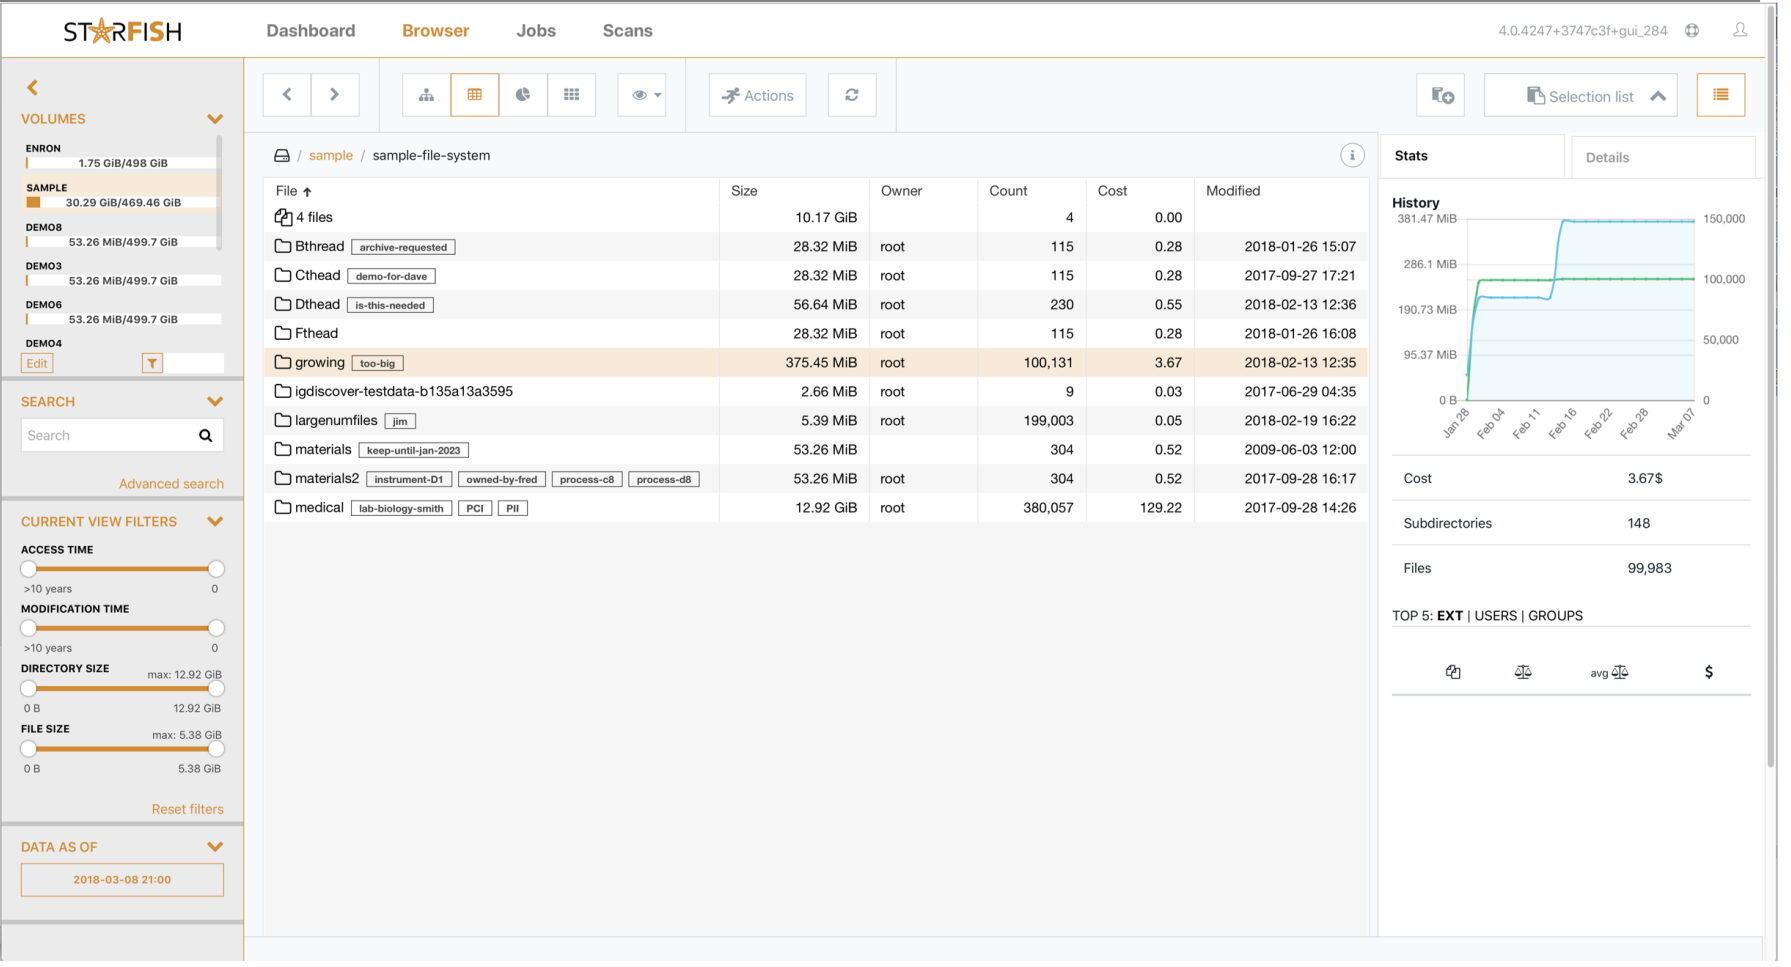 STARFISH
Dashboard Browser Jobs Scans
4.0.4247+3747c3f+gui_284
Actions
Selection list
VOLUMES
ENRON
1.75 GiB/498 GiB
SAMPLE
30.29 GiB/469.46 GiB
DEMO8
53.26 MiB/499.7 GiB
DEMO3
53.26 MiB/499.7 GiB
DEMO6
53.26 MiB/499.7 GiB
DEMO4
Edit
SEARCH
Search
Advanced search
CURRENT VIEW FILTERS
ACCESS TIME
>10 years 0
MODIFICATION TIME
>10 years 0
DIRECTORY SIZE max: 12.92 GiB
0 B 12.92 GiB
FILE SIZE max: 5.38 GiB
0 B 5.38 GiB
Reset filters
DATA AS OF
2018-03-08 21:00
/ sample / sample-file-system
File Size Owner Count Cost Modified
4 files 10.17 GiB 4 0.00
Bthread archive-requested 28.32 MiB root 115 0.28 2018-01-26 15:07
Cthead demo-for-dave 28.32 MiB root 115 0.28 2017-09-27 17:21
Dthead is-this-needed 56.64 MiB root 230 0.55 2018-02-13 12:36
Fthead 28.32 MiB root 115 0.28 2018-01-26 16:08
growing too-big 375.45 MiB root 100,131 3.67 2018-02-13 12:35
igdiscover-testdata-b135a13a3595 2.66 MiB root 9 0.03 2017-06-29 04:35
largenumfiles jim 5.39 MiB root 199,003 0.05 2018-02-19 16:22
materials keep-until-jan-2023 53.26 MiB 304 0.52 2009-06-03 12:00
materials2 instrument-D1 owned-by-fred process-c8 process-d8 53.26 MiB root 304 0.52 2017-09-28 16:17
medical lab-biology-smith PCI PII 12.92 GiB root 380,057 129.22 2017-09-28 14:26
Stats Details
History
381.47 MiB 150,000
286.1 MiB 100,000
190.73 MiB
95.37 MiB 50,000
0 B 0
Jan 28 Feb 04 Feb 11 Feb 16 Feb 22 Feb 28 Mar 07
Cost 3.67$
Subdirectories 148
Files 99,983
TOP 5: EXT | USERS | GROUPS
avg $